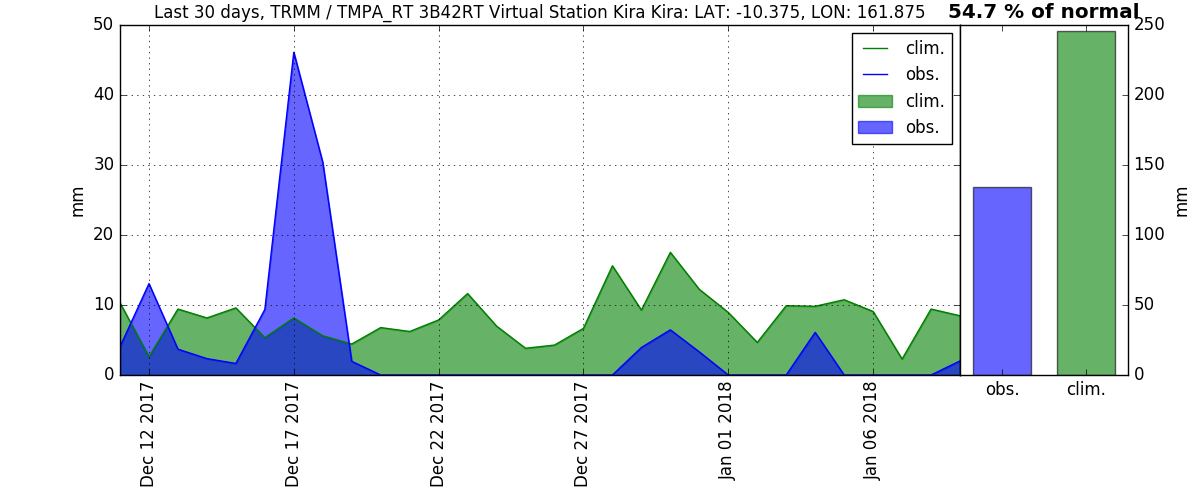 Last 30 days, TRMM / TMPA_RT 3B42RT Virtual Station Kira Kira: LAT: -10.375, LON: 161.875
54.7 % of normal
50
40
30
20
10
0
mm
clim.
obs.
clim.
obs.
Dec 12 2017
Dec 17 2017
Dec 22 2017
Dec 27 2017
Jan 01 2018
Jan 06 2018
250
200
150
100
50
0
mm
obs.
clim.